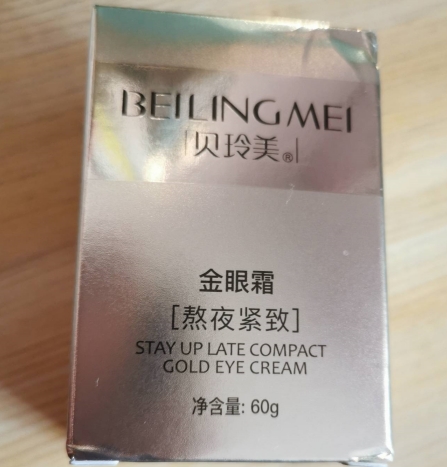 BEILINGMEI
贝玲美®
金眼霜
[熬夜紧致]
STAY UP LATE COMPACT
GOLD EYE CREAM
净含量: 60g